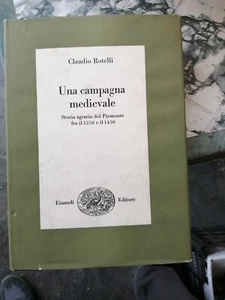 Claudio Rotelli
Una campagna
medievale
Storia agraria del Piemonte
fra il 1250 e il 1450
Einaudi Editore